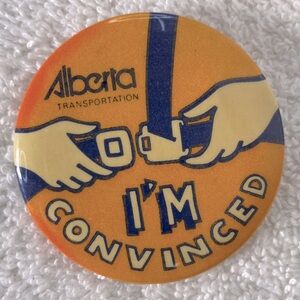 Alberta
TRANSPORTATION
I'M
CONVINCED